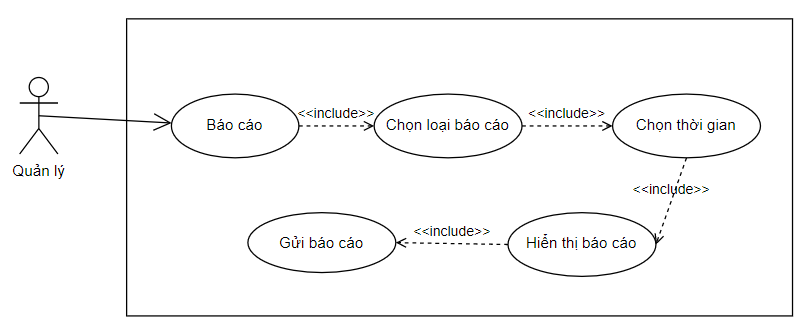 <<include>>
<<include>>
Báo cáo
Chọn loại báo cáo
Chọn thời gian
Quản lý
<<include>>
<<include>>
Gửi báo cáo
Hiển thị báo cáo